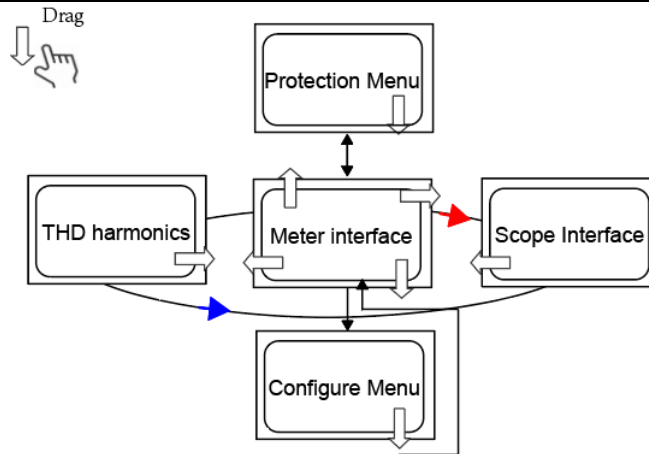 Drag
Protection Menu
THD harmonics
Meter interface
Scope Interface
Configure Menu